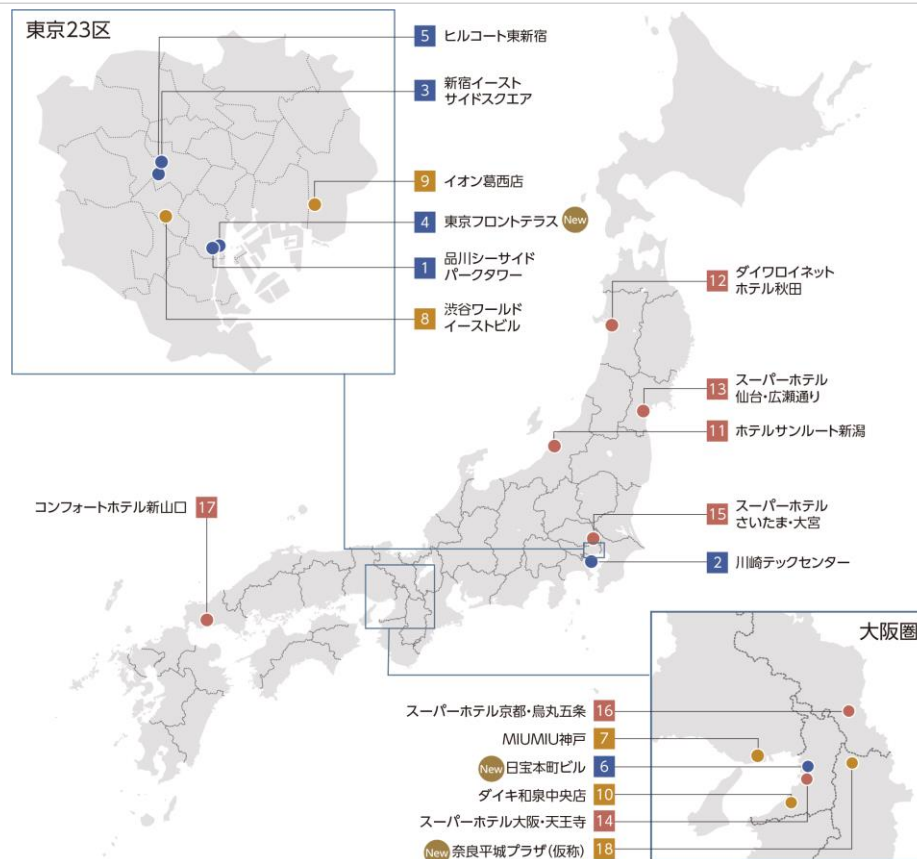 東京23区
5 ヒルコート東新宿
3 新宿イースト
サイドスクエア
9 イオン葛西店
4 東京フロントテラス New
1 品川シーサイド
パークタワー
8 渋谷ワールド
イーストビル
12 ダイワロイネット
ホテル秋田
13 スーパーホテル
仙台・広瀬通り
11 ホテルサンルート新潟
15 スーパーホテル
さいたま・大宮
2 川崎テックセンター
コンフォートホテル新山口 17
大阪圏
スーパーホテル京都・烏丸五条 16
MIUMIU神戸 7
New 日宝本町ビル 6
ダイキ和泉中央店 10
スーパーホテル大阪・天王寺 14
New 奈良平城プラザ(仮称) 18